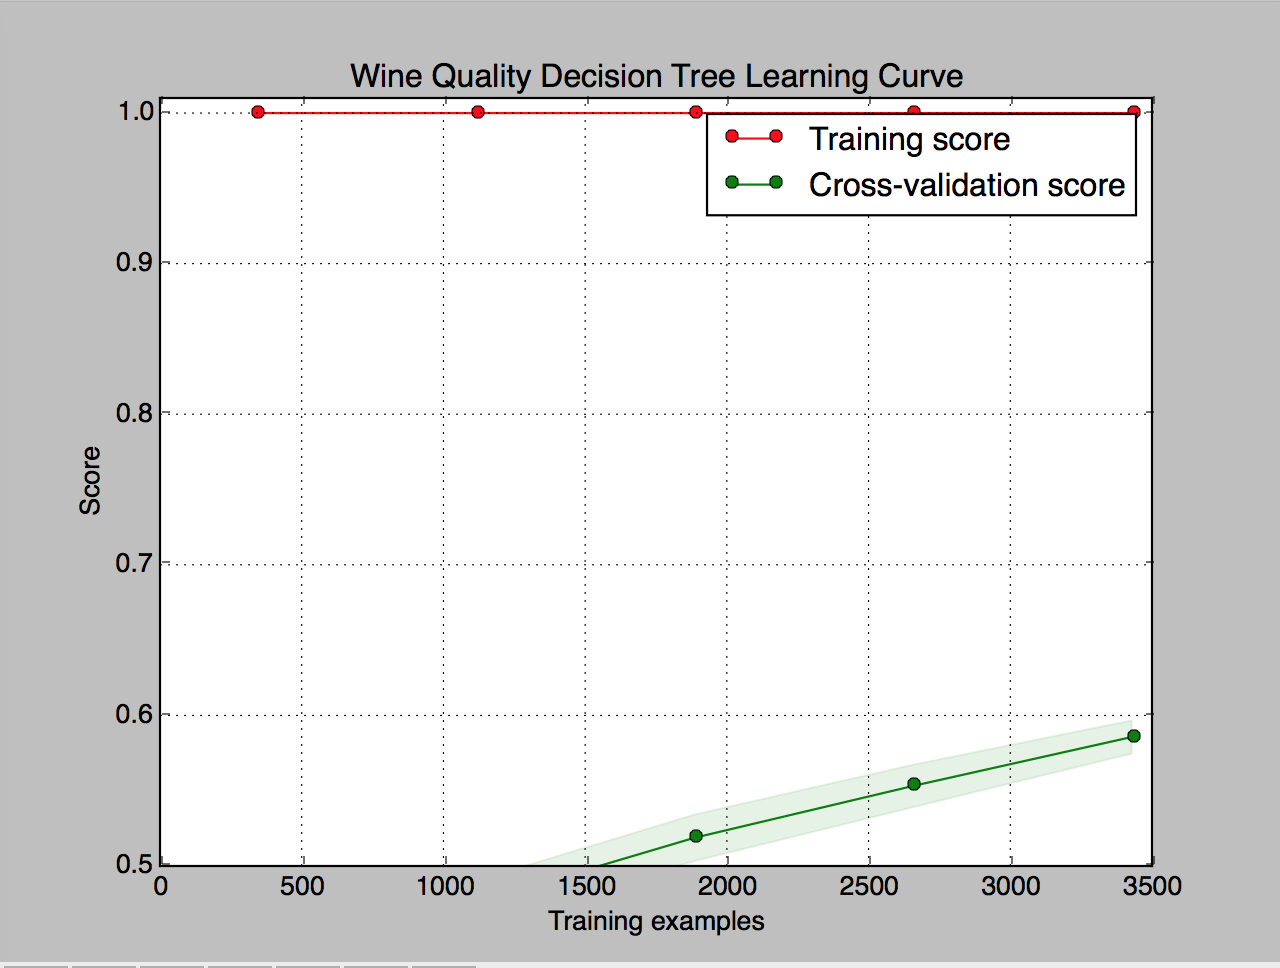 Wine Quality Decision Tree Learning Curve
1.0
Training score
Cross-validation score
0.9
0.8
Score
0.7
0.6
0.5
0 500 1000 1500 2000 2500 3000 3500
Training examples